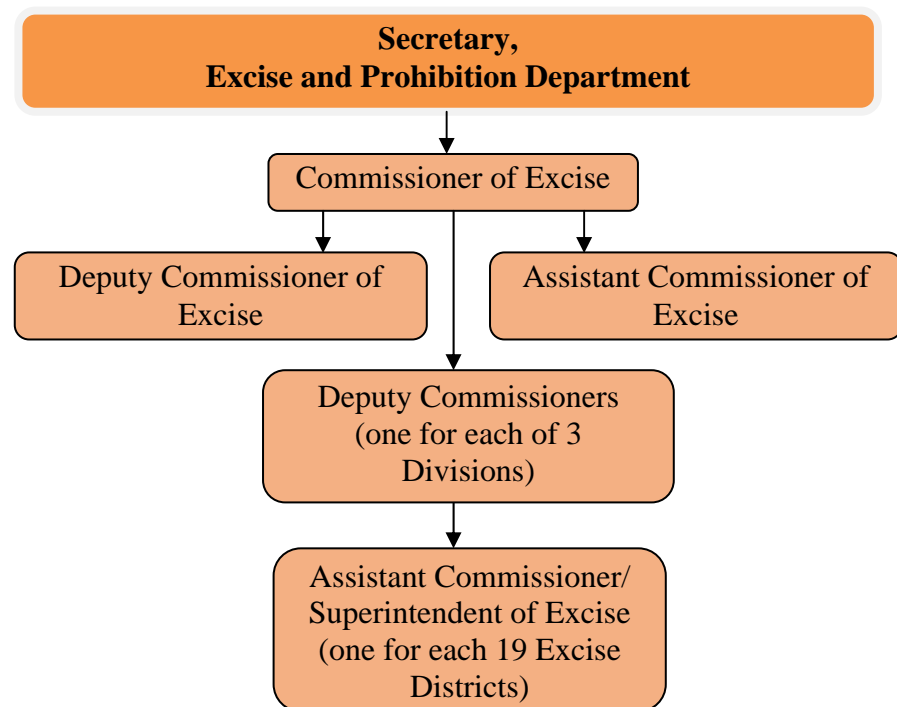 Secretary,
Excise and Prohibition Department
Commissioner of Excise
Deputy Commissioner of
Excise
Assistant Commissioner of
Excise
Deputy Commissioners
(one for each of 3
Divisions)
Assistant Commissioner/
Superintendent of Excise
(one for each 19 Excise
Districts)